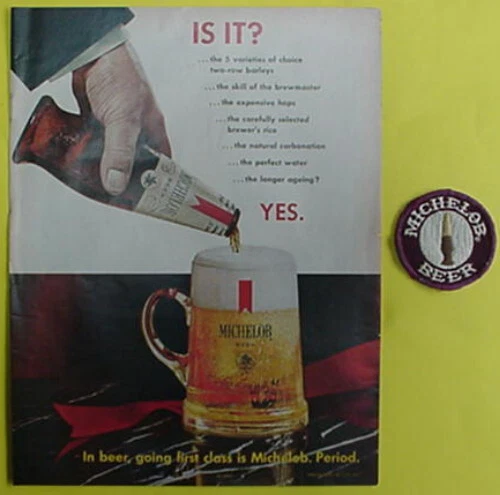 IS IT?
...the 5 varieties of choice
two-row barleys
...the skill of the brewmaster
...the expensive hops
...the carefully selected
brewer's rice
...the natural carbonation
...the perfect water
...the longer ageing?
YES.
MICHELOB
BEER
MICHELOB
In beer, going first class is Michelob. Period.
MICHELOB
BEER